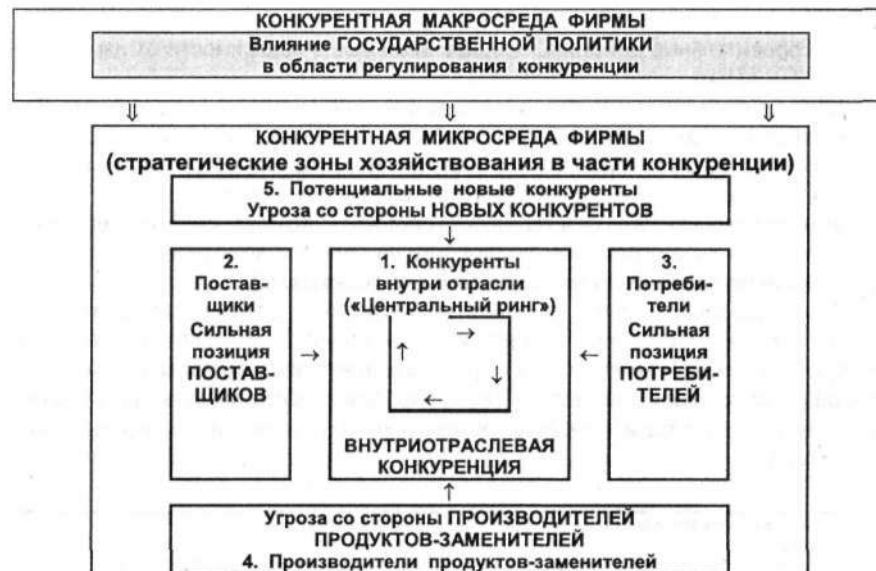 КОНКУРЕНТНАЯ МАКРОСРЕДА ФИРМЫ
Влияние ГОСУДАРСТВЕННОЙ ПОЛИТИКИ
в области регулирования конкуренции
КОНКУРЕНТНАЯ МИКРОСРЕДА ФИРМЫ
(стратегические зоны хозяйствования в части конкуренции)
5. Потенциальные новые конкуренты
Угроза со стороны НОВЫХ КОНКУРЕНТОВ
2.
Постав-
щики
Сильная
позиция
ПОСТАВ-
ЩИКОВ
1. Конкуренты
внутри отрасли
(«Центральный ринг»)
ВНУТРИОТРАСЛЕВАЯ
КОНКУРЕНЦИЯ
3.
Потреби-
тели
Сильная
позиция
ПОТРЕБИ-
ТЕЛЕЙ
Угроза со стороны ПРОИЗВОДИТЕЛЕЙ
ПРОДУКТОВ-ЗАМЕНИТЕЛЕЙ
4. Производители продуктов-заменителей